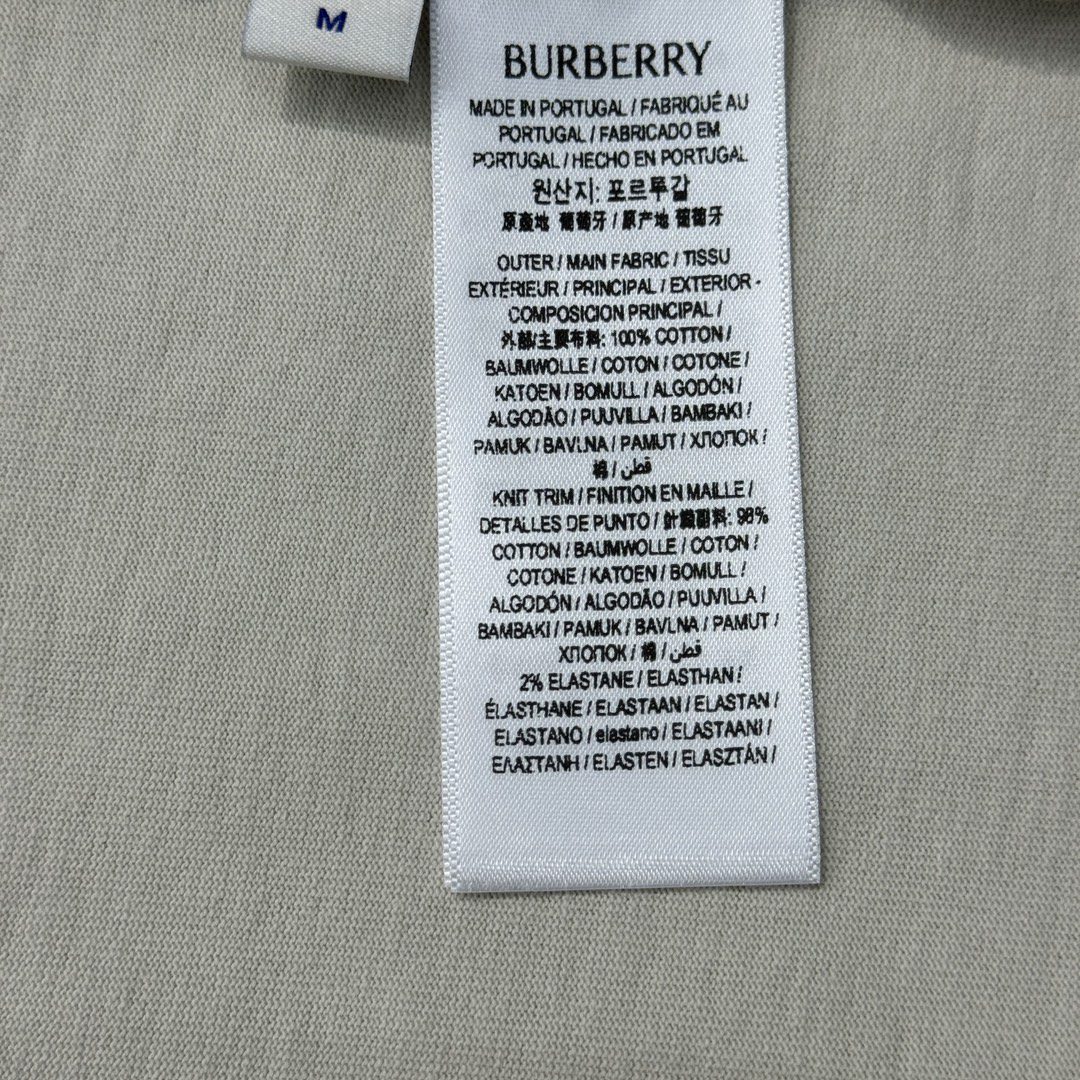 M
BURBERRY
MADE IN PORTUGAL / FABRIQUÉ AU
PORTUGAL / FABRICADO EM
PORTUGAL / HECHO EN PORTUGAL
원산지: 포르투갈
原產地 葡萄牙 / 原产地 葡萄牙
OUTER / MAIN FABRIC / TISSU
EXTÉRIEUR / PRINCIPAL / EXTERIOR -
COMPOSICION PRINCIPAL /
外部/主要布料: 100% COTTON /
BAUMWOLLE / COTON / COTONE /
KATOEN / BOMULL / ALGODÓN /
ALGODÃO / PUUVILLA / BAMBAKI /
PAMUK / BAVLNA / PAMUT / ХЛОПОК /
棉 / قطن /
KNIT TRIM / FINITION EN MAILLE /
DETALLES DE PUNTO / 針織副料: 98%
COTTON / BAUMWOLLE / COTON /
COTONE / KATOEN / BOMULL /
ALGODÓN / ALGODÃO / PUUVILLA /
BAMBAKI / PAMUK / BAVLNA / PAMUT /
ХЛОПОК / 棉 / قطن /
2% ELASTANE / ELASTHAN /
ÉLASTHANE / ELASTAAN / ELASTAN /
ELASTANO / elastano / ELASTAANI /
ΕΛΑΣΤΑΝΗ / ELASTEN / ELASZTÁN /